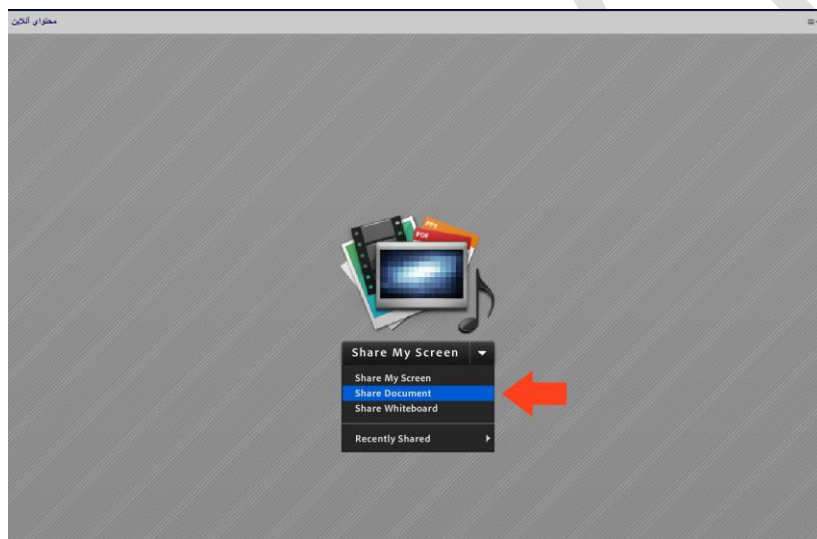 محتوای آنلاین
PPT
PDF
Share My Screen
Share My Screen
Share Document
Share Whiteboard
Recently Shared